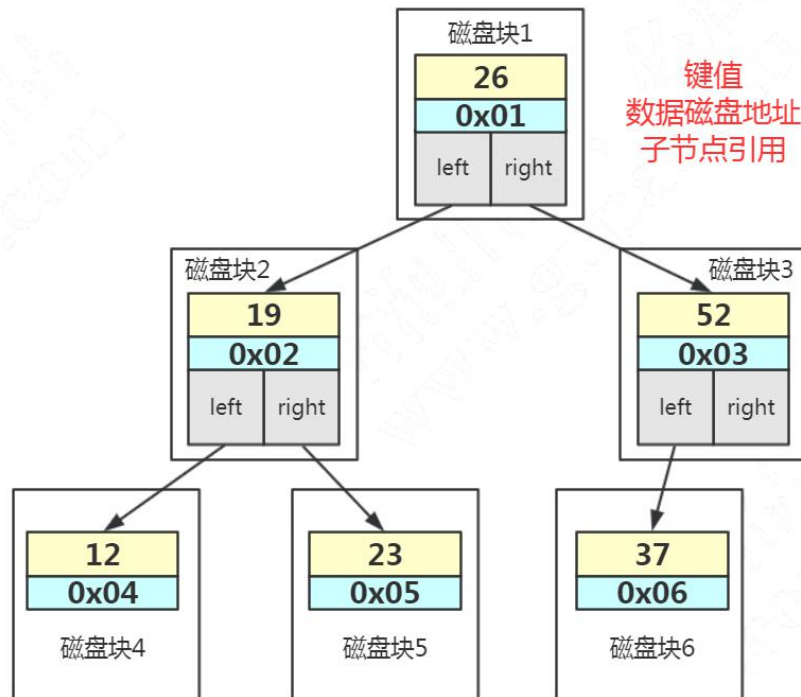 磁盘块1
26
0x01
left right
键值
数据磁盘地址
子节点引用
磁盘块2
19
0x02
left right
磁盘块3
52
0x03
left right
12
0x04
磁盘块4
23
0x05
磁盘块5
37
0x06
磁盘块6